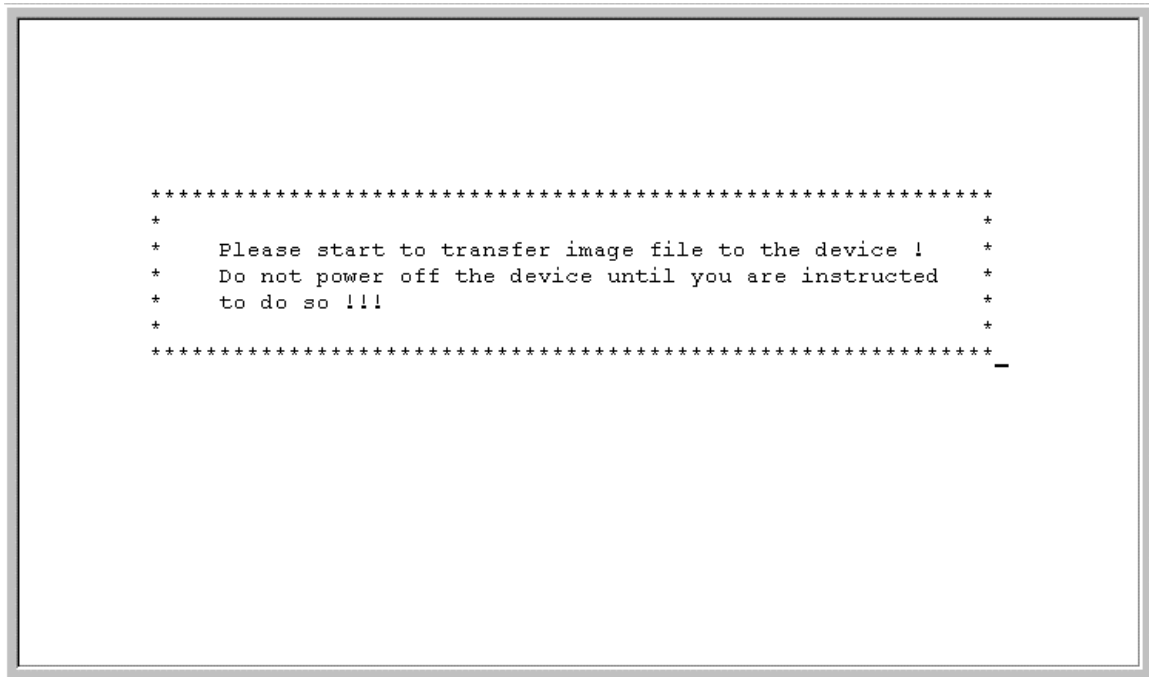 *************************************************************
*                                                           *
*    Please start to transfer image file to the device !    *
*    Do not power off the device until you are instructed   *
*    to do so !!!                                           *
*                                                           *
*************************************************************_